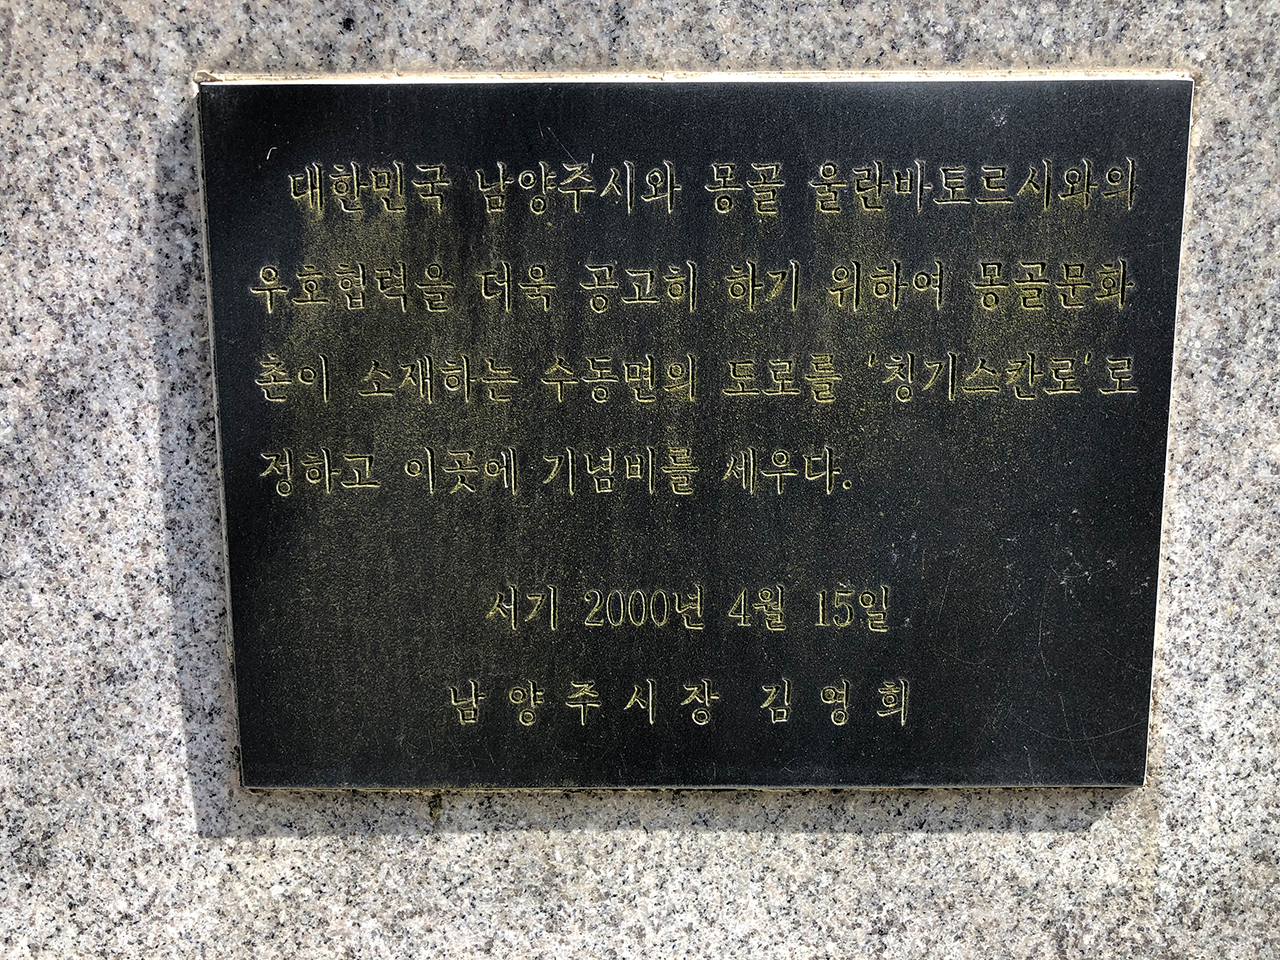 대한민국 남양주시와 몽골 울란바토르시와의
우호협력을 더욱 공고히 하기 위하여 몽골문화
촌이 소재하는 수동면의 도로를 '칭기스칸로'로
정하고 이곳에 기념비를 세우다.
서기 2000년 4월 15일
남양주시장 김영희